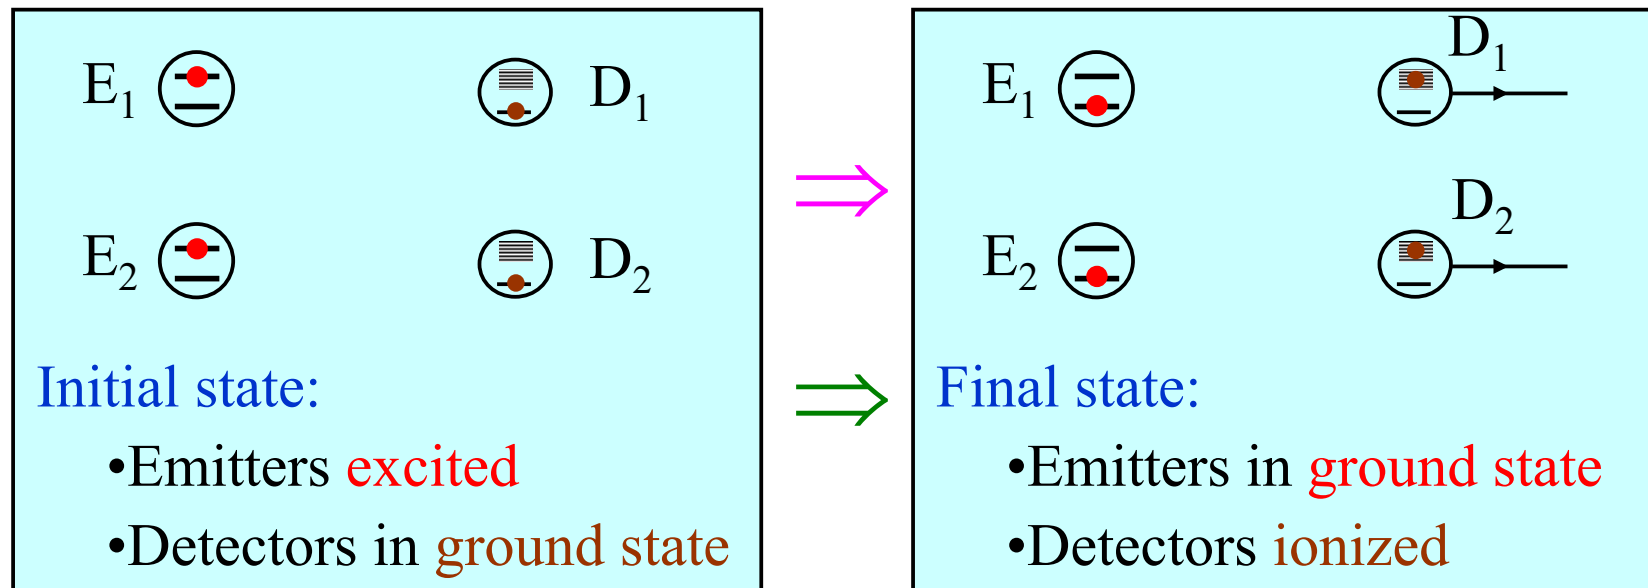 E₁
D₁
E₂
D₂
Initial state:
•Emitters excited
•Detectors in ground state
⇒
⇒
E₁
D₁
E₂
D₂
Final state:
•Emitters in ground state
•Detectors ionized